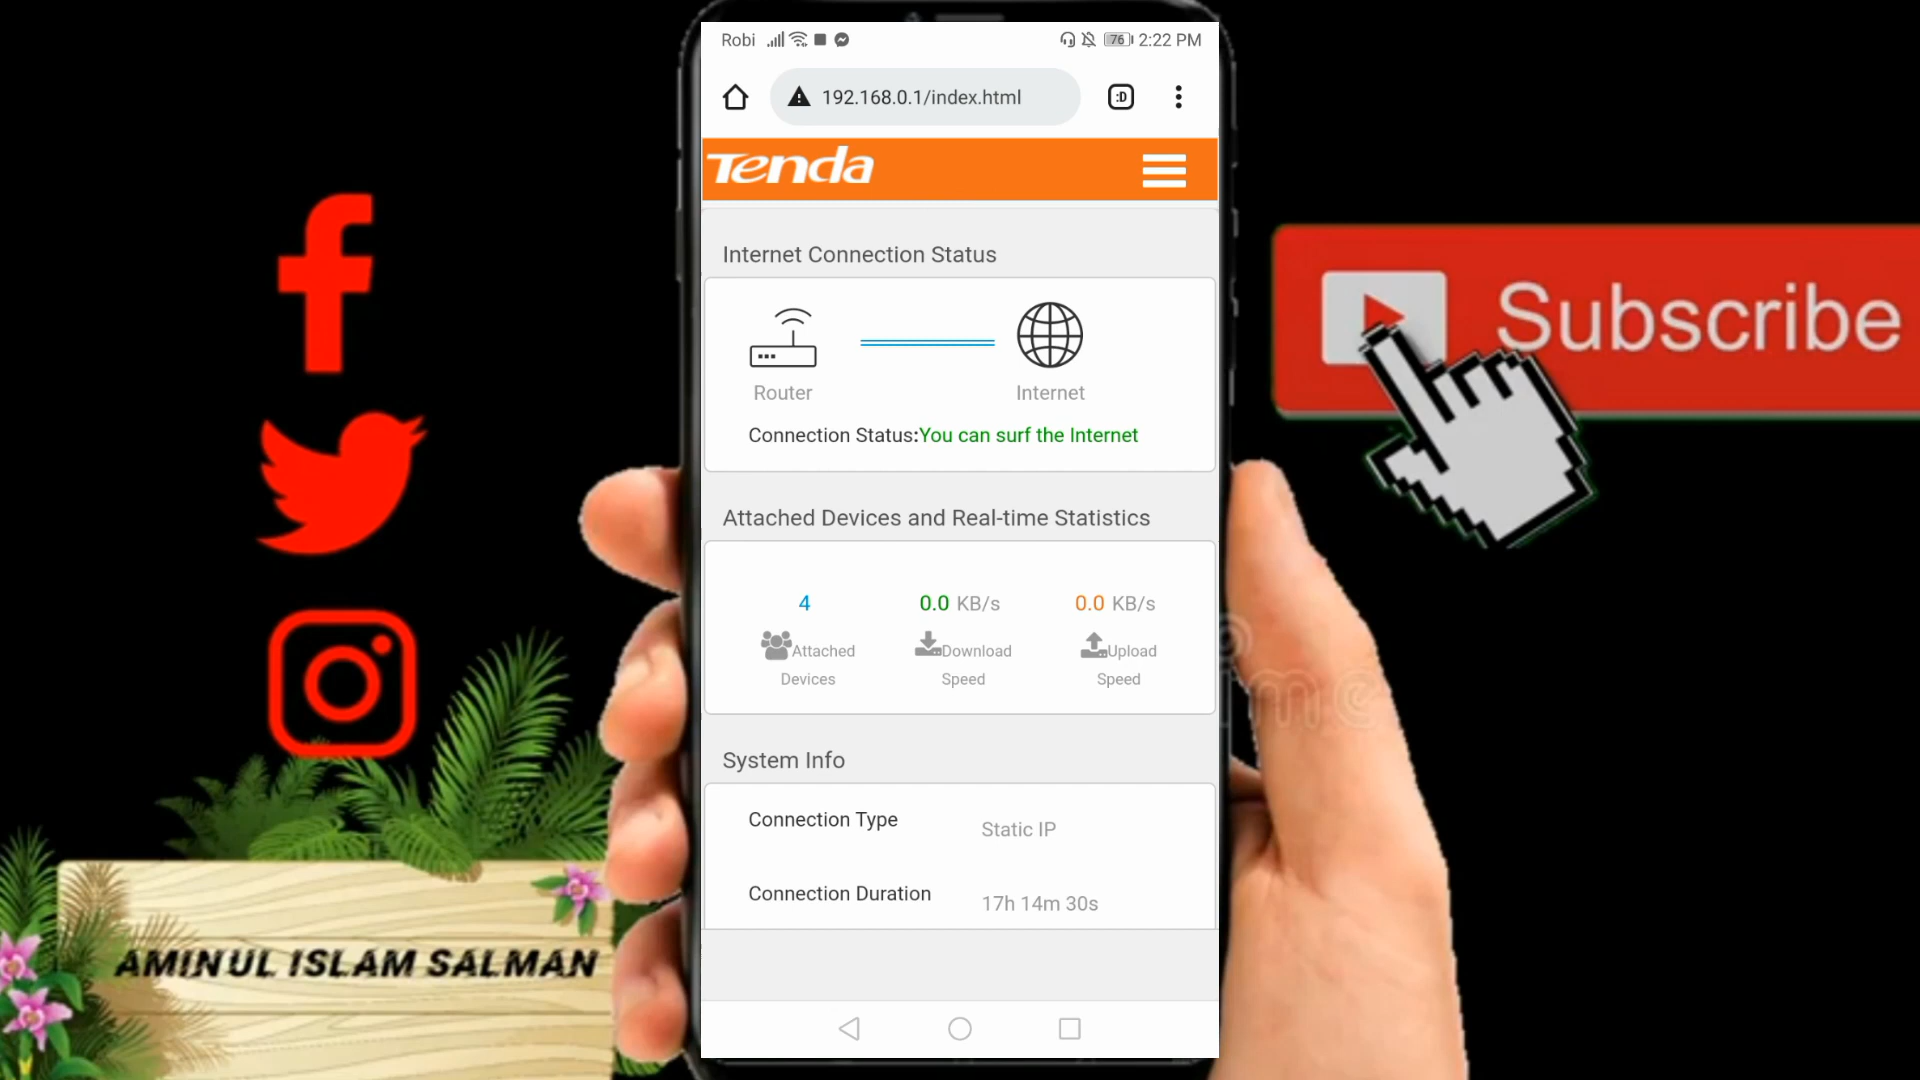 Robi
76
2:22 PM
192.168.0.1/index.html
:D
Tenda
Internet Connection Status
Router
Internet
Connection Status:You can surf the Internet
Attached Devices and Real-time Statistics
4
0.0 KB/s
0.0 KB/s
Attached Devices
Download Speed
Upload Speed
System Info
Connection Type
Static IP
Connection Duration
17h 14m 30s
Subscribe
AMINUL ISLAM SALMAN